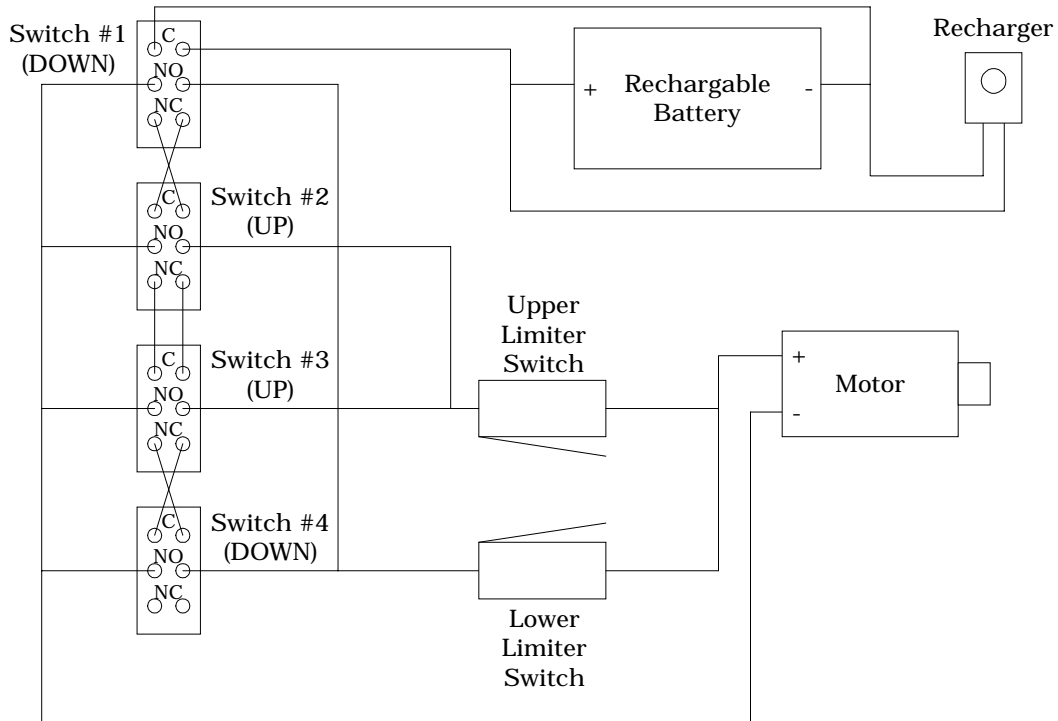 Switch #1
(DOWN)
C
NO
NC
+
Rechargable
Battery
-
Recharger
C
NO
NC
Switch #2
(UP)
C
NO
NC
Switch #3
(UP)
Upper
Limiter
Switch
+
-
Motor
C
NO
NC
Switch #4
(DOWN)
Lower
Limiter
Switch